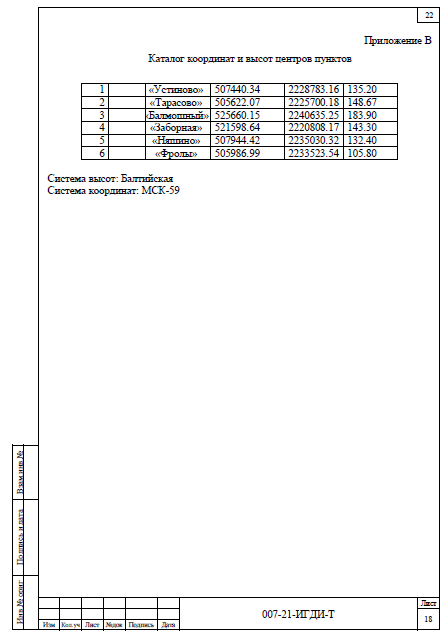 22
Приложение В
Каталог координат и высот центров пунктов
1 «Устиново» 507440.34 2228783.16 135.20
2 «Тарасово» 505622.07 2225700.18 148.67
3 «Балмошный» 525660.15 2240635.25 183.90
4 «Заборная» 521598.64 2220808.17 143.30
5 «Няшино» 507944.42 2235030.32 132.40
6 «Фролы» 505986.99 2233523.54 105.80
Система высот: Балтийская
Система координат: МСК-59
Взам инв №
Подпись и дата
Инв № ориг
Изм Кол.уч Лист №док Подпись Дата
007-21-ИГДИ-Т
Лист
18